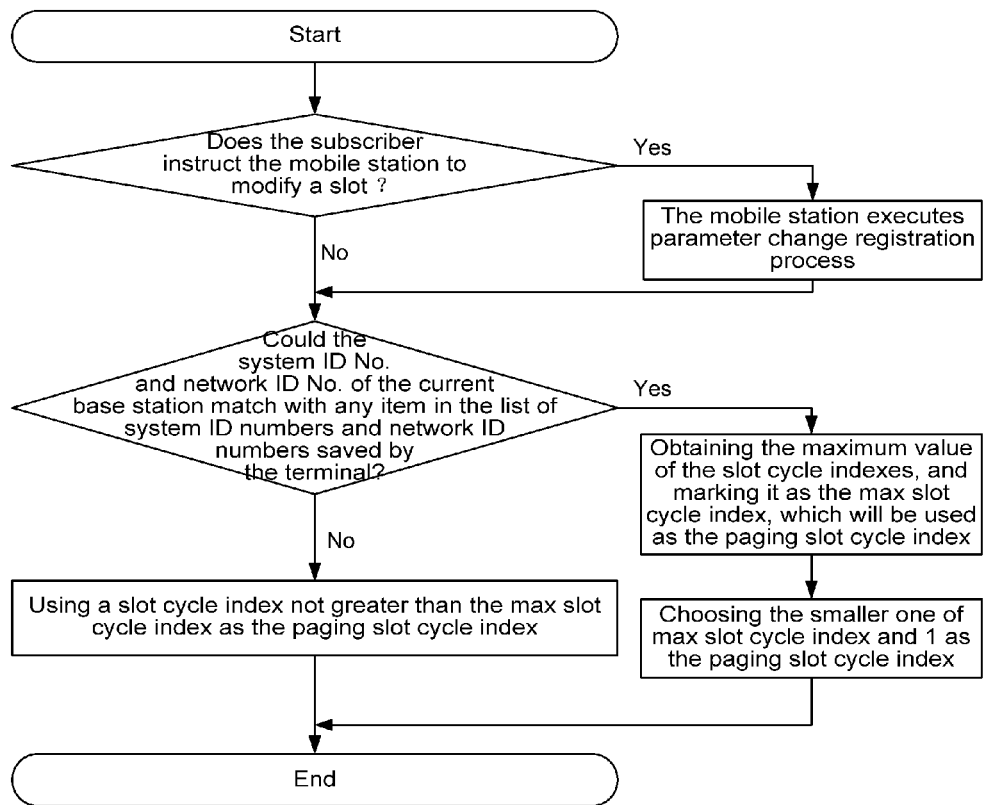 Start
Does the subscriber
instruct the mobile station to
modify a slot ?
Yes
The mobile station executes
parameter change registration
process
No
Could the
system ID No.
and network ID No. of the current
base station match with any item in the list of
system ID numbers and network ID
numbers saved by
the terminal?
Yes
Obtaining the maximum value
of the slot cycle indexes, and
marking it as the max slot
cycle index, which will be used
as the paging slot cycle index
No
Using a slot cycle index not greater than the max slot
cycle index as the paging slot cycle index
Choosing the smaller one of
max slot cycle index and 1 as
the paging slot cycle index
End